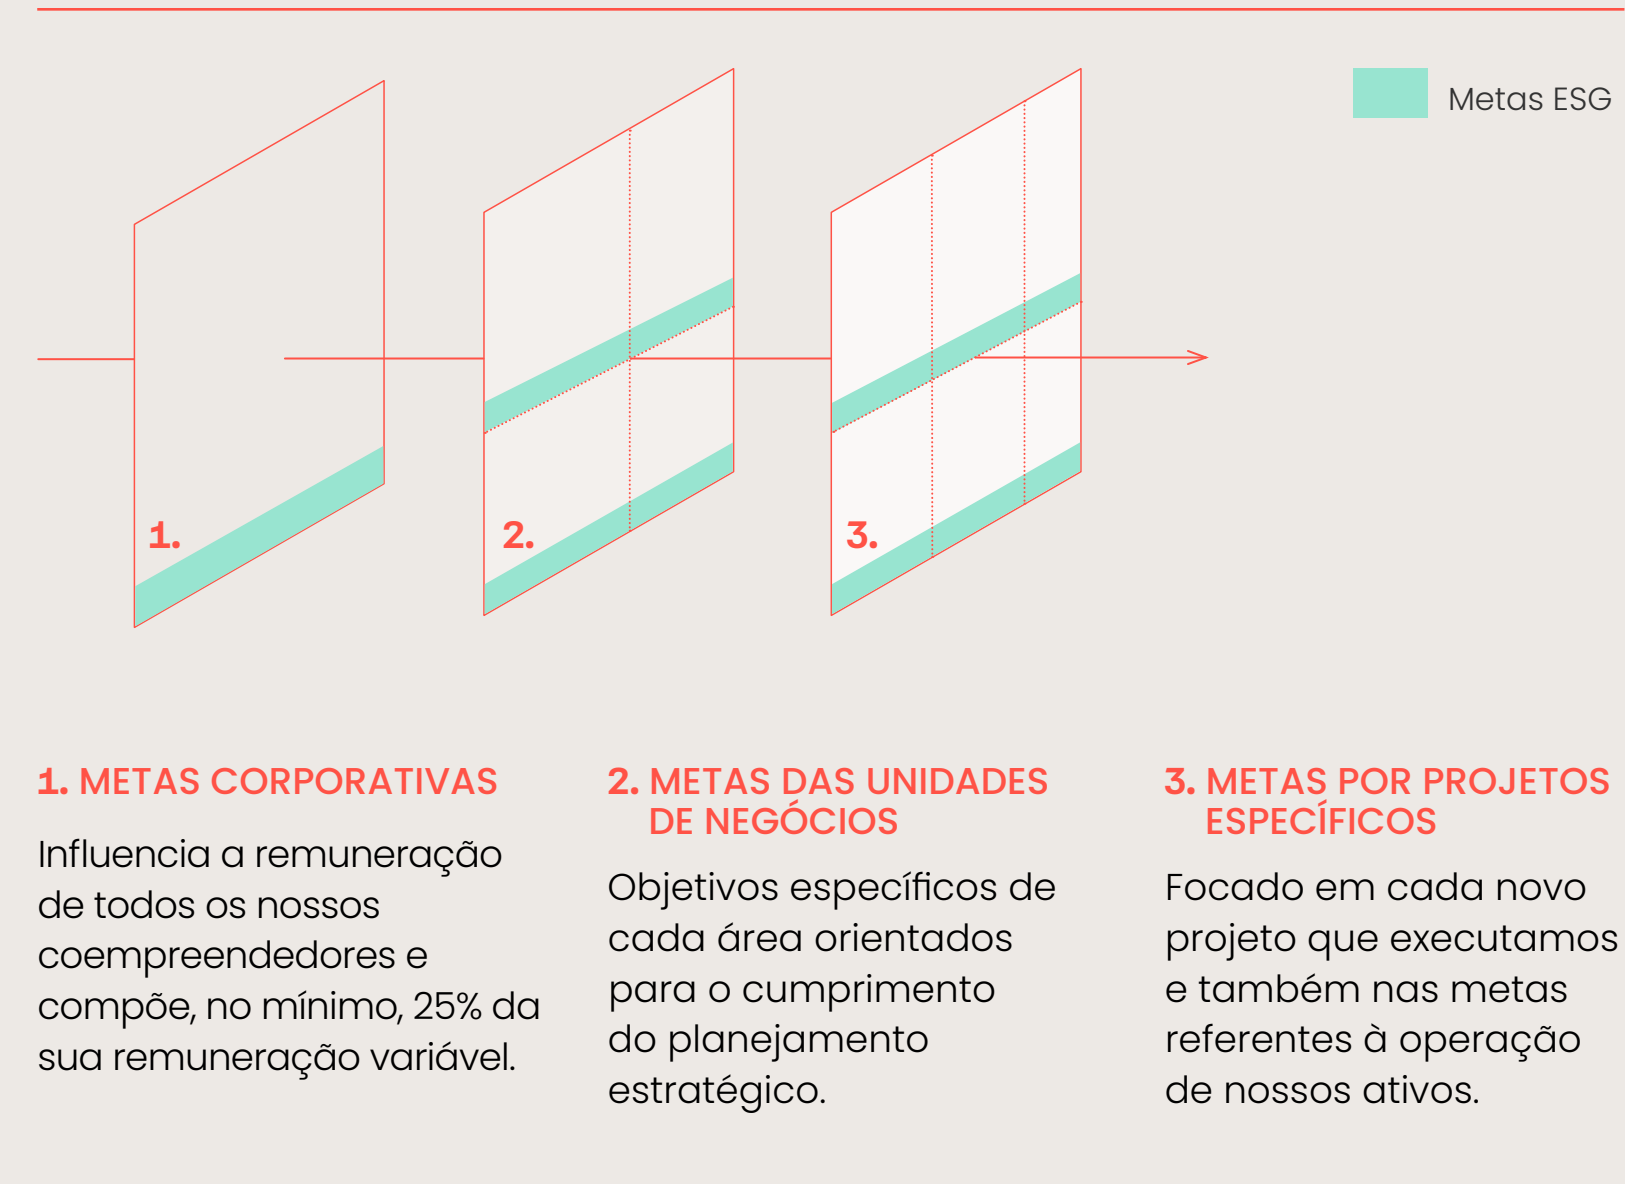 Metas ESG
1.
2.
3.
1. METAS CORPORATIVAS
Influencia a remuneração
de todos os nossos
coempreendedores e
compõe, no mínimo, 25% da
sua remuneração variável.
2. METAS DAS UNIDADES
DE NEGÓCIOS
Objetivos específicos de
cada área orientados
para o cumprimento
do planejamento
estratégico.
3. METAS POR PROJETOS
ESPECÍFICOS
Focado em cada novo
projeto que executamos
e também nas metas
referentes à operação
de nossos ativos.